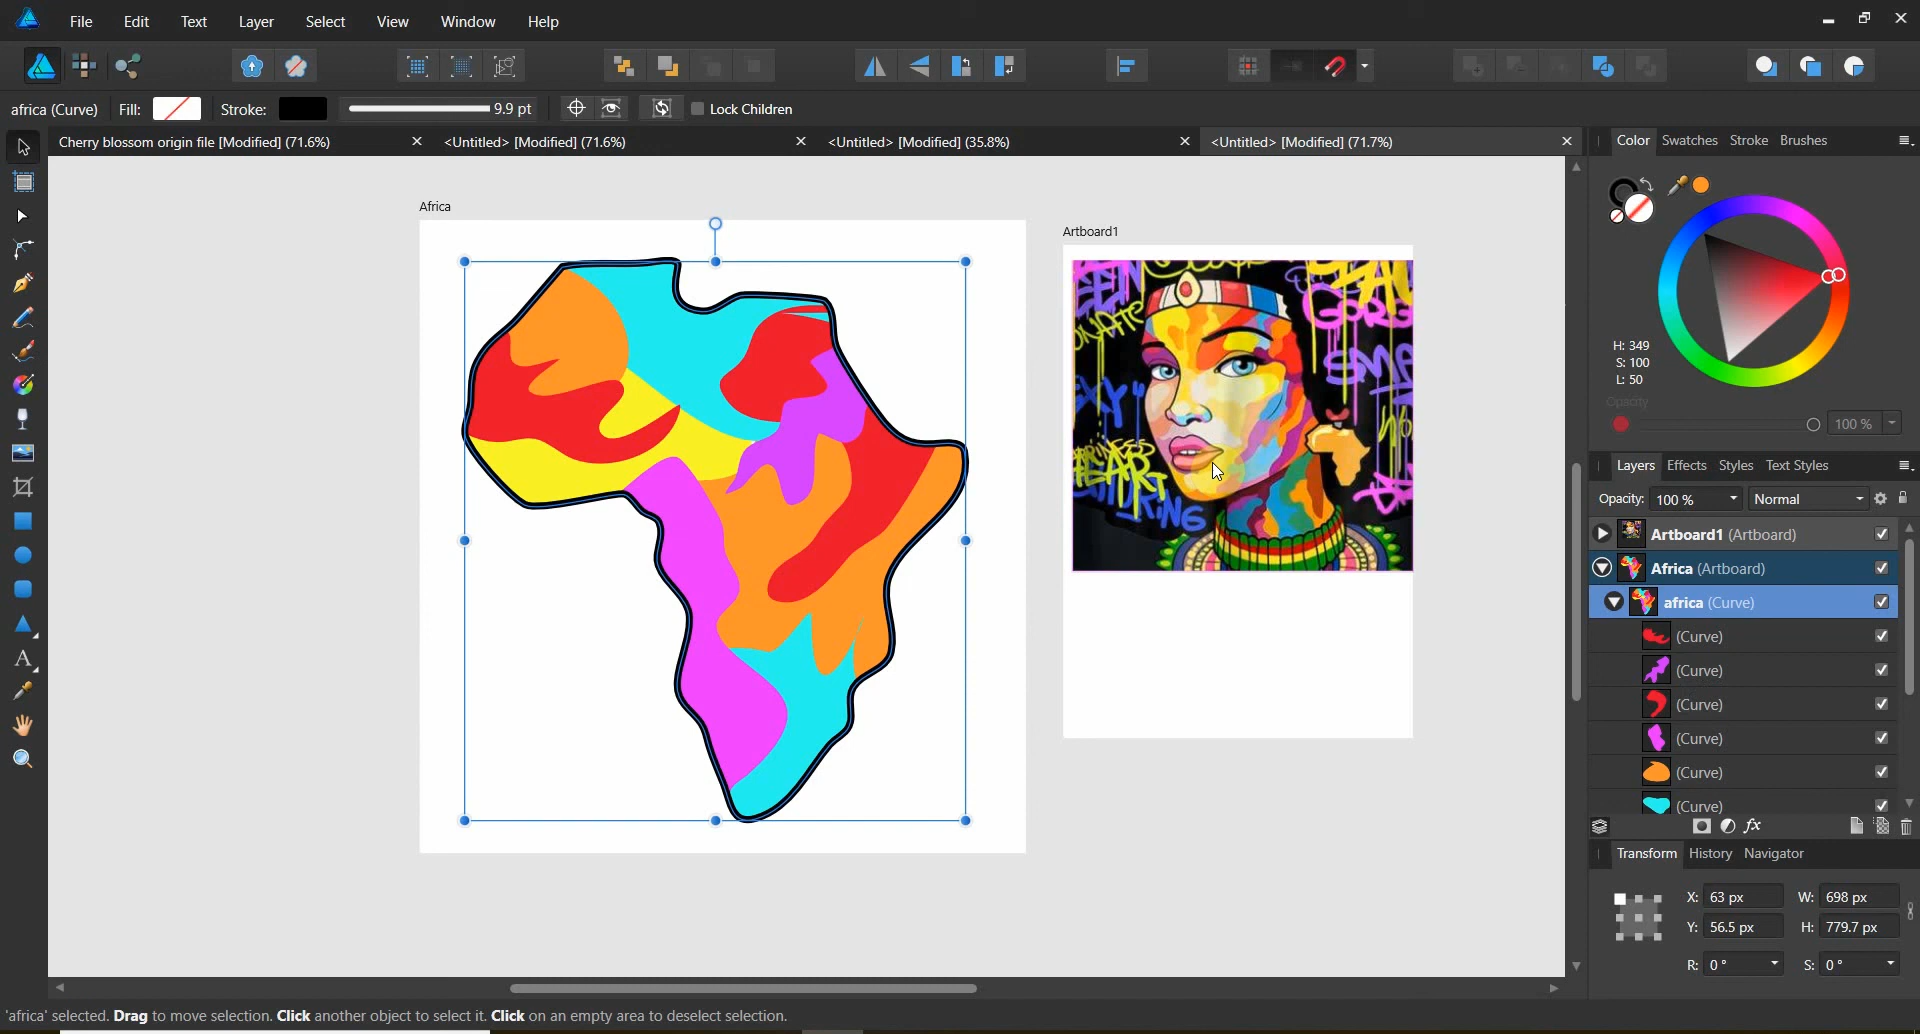 File Edit Text Layer Select View Window Help
africa (Curve) Fill: Stroke: 9.9 pt Lock Children
Cherry blossom origin file [Modified] (71.6%) <Untitled> [Modified] (71.6%) <Untitled> [Modified] (35.8%) <Untitled> [Modified] (71.7%)
Color Swatches Stroke Brushes
Africa
Artboard1
H: 349
S: 100
L: 50
Opacity
100 %
Layers Effects Styles Text Styles
Opacity: 100 % Normal
Artboard1 (Artboard)
Africa (Artboard)
africa (Curve)
(Curve)
(Curve)
(Curve)
(Curve)
(Curve)
(Curve)
fx
Transform History Navigator
X: 63 px W: 698 px
Y: 56.5 px H: 779.7 px
R: 0 ° S: 0 °
'africa' selected. Drag to move selection. Click another object to select it. Click on an empty area to deselect selection.